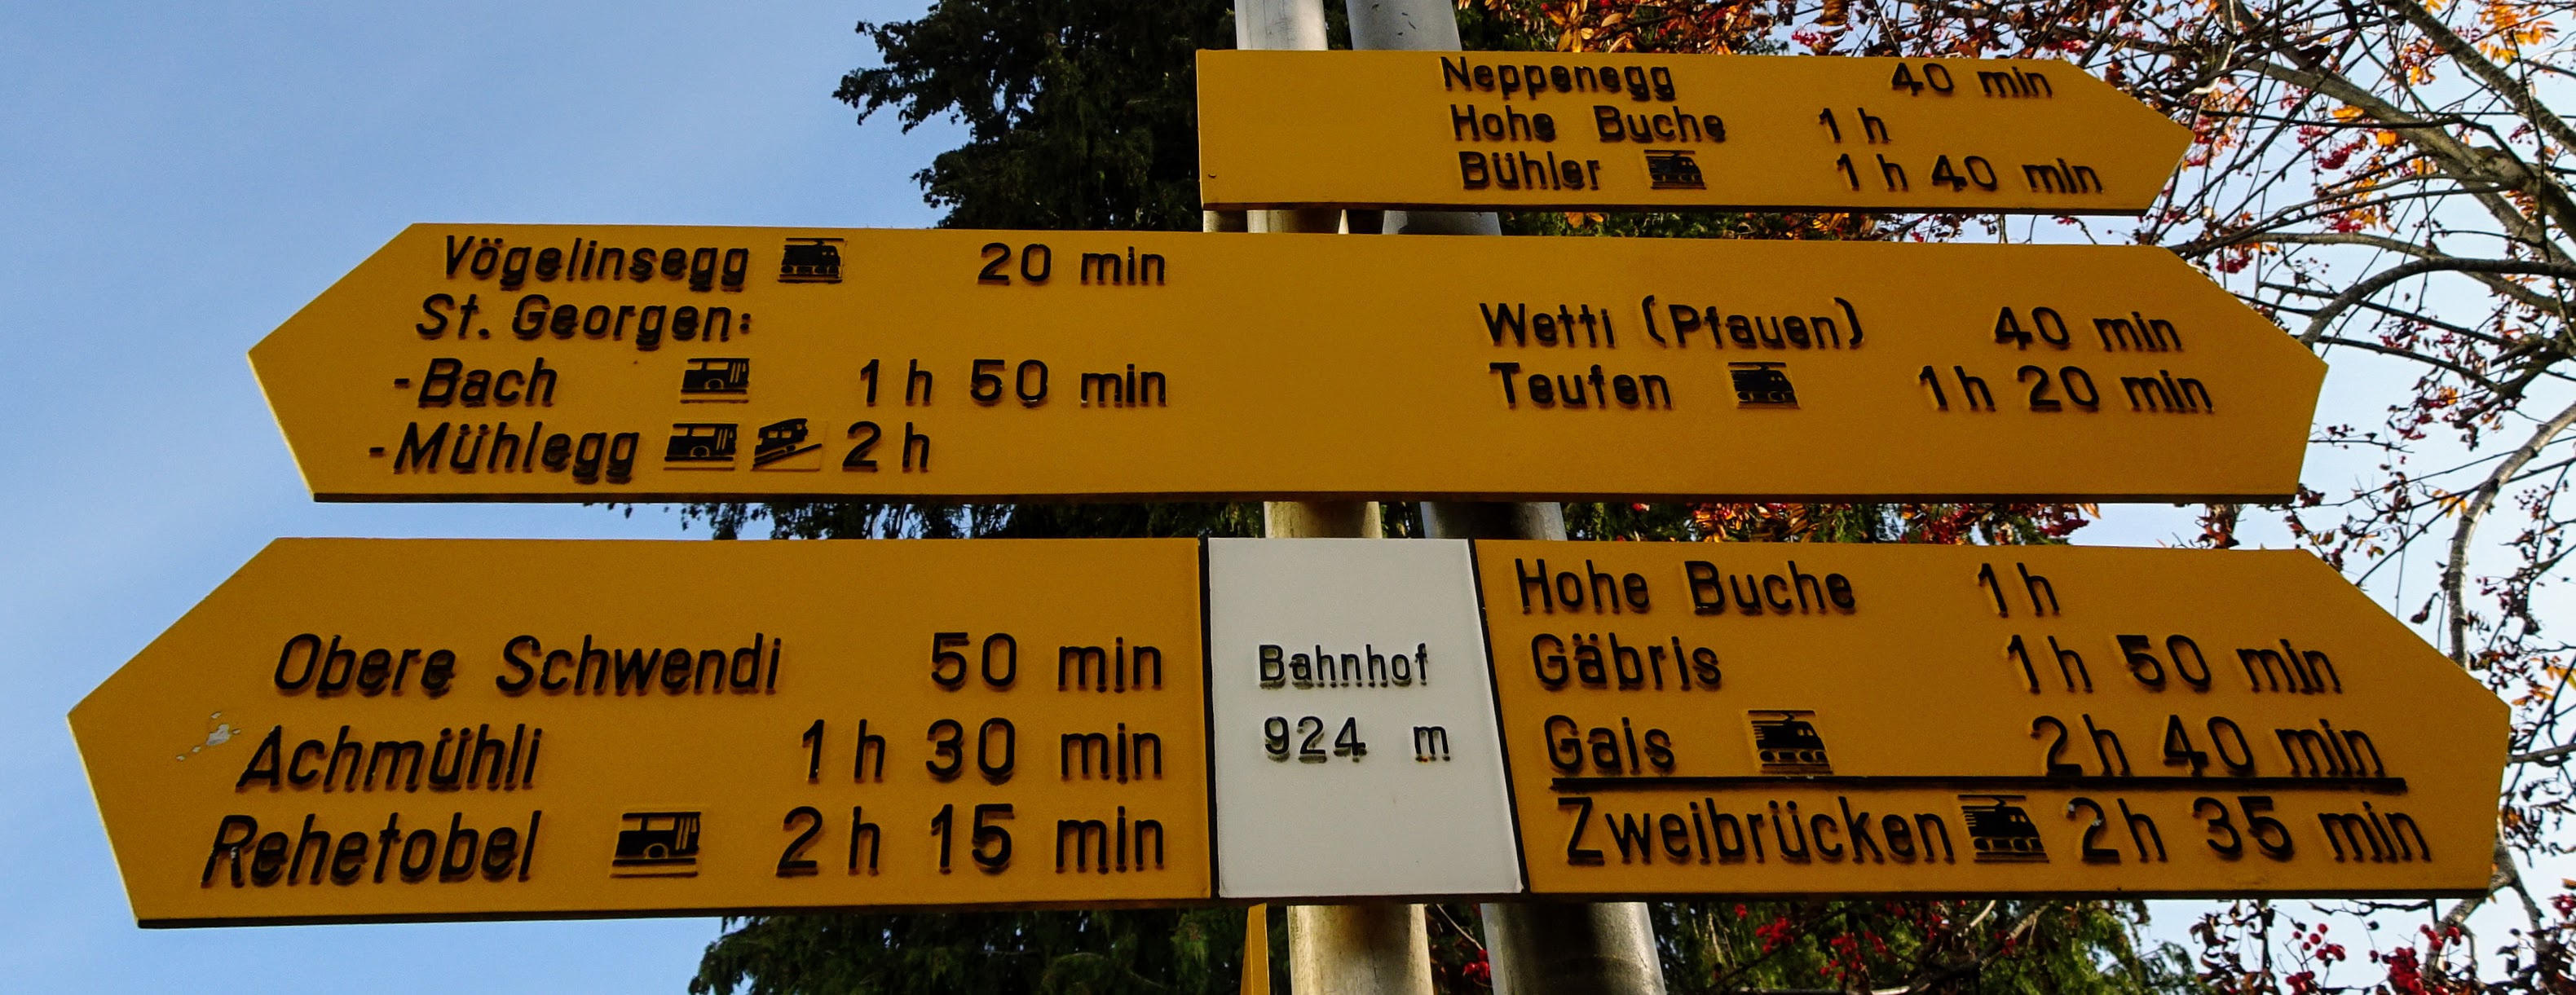 Neppenegg 40 min
Hohe Buche 1 h
Bühler 1 h 40 min
Vögelinsegg 20 min
St. Georgen:
-Bach 1 h 50 min
-Mühlegg 2 h
Wetti (Pfauen) 40 min
Teufen 1 h 20 min
Obere Schwendi 50 min
Achmühli 1 h 30 min
Rehetobel 2 h 15 min
Bahnhof
924 m
Hohe Buche 1 h
Gäbris 1 h 50 min
Gais 2 h 40 min
Zweibrücken 2 h 35 min